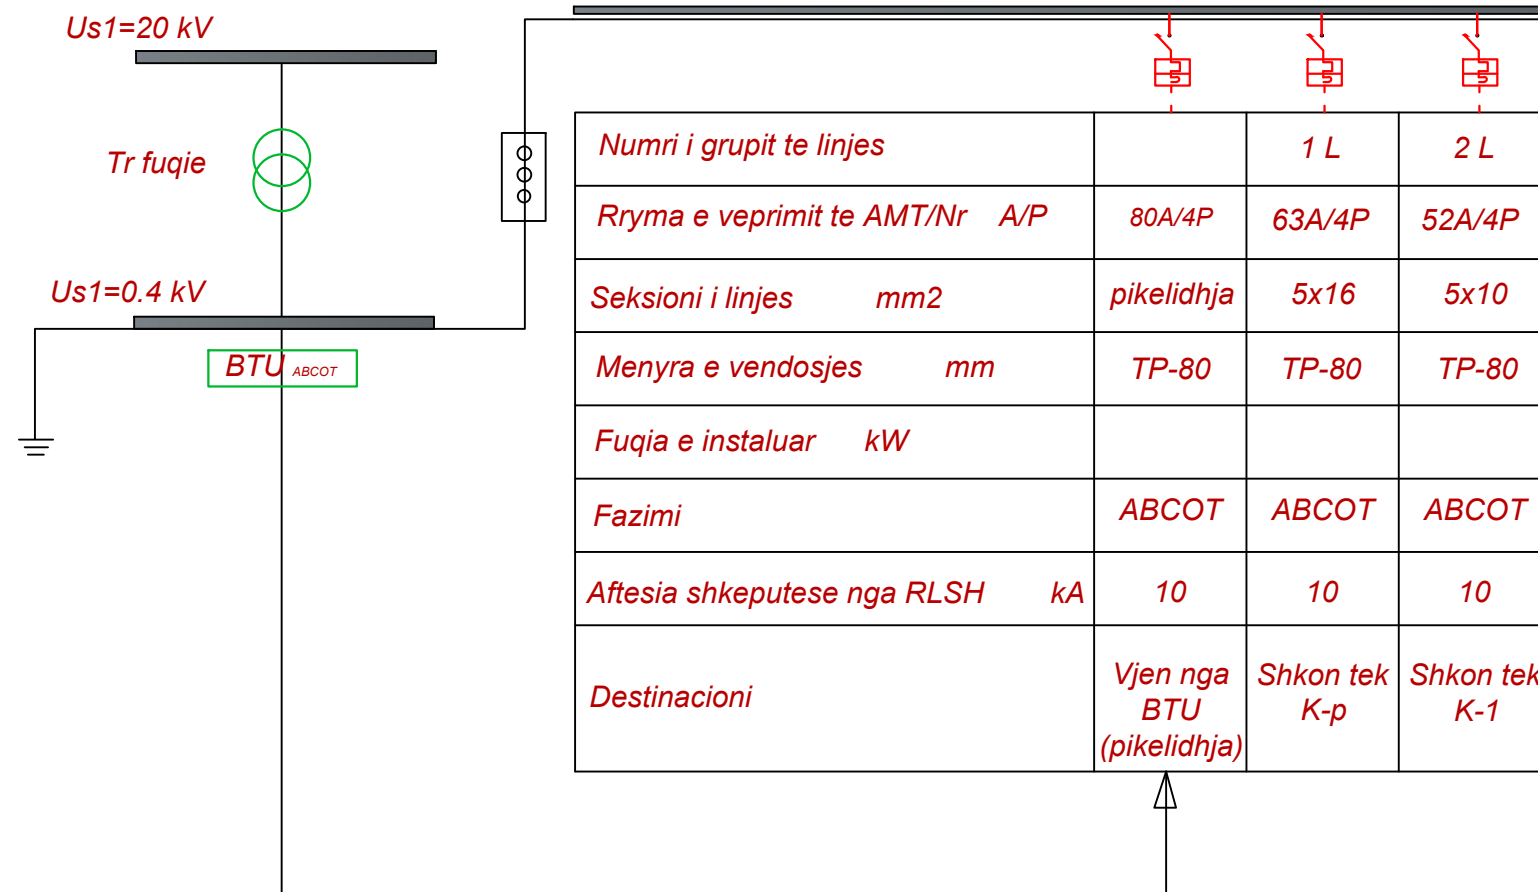 Us1=20 kV
Tr fuqie
Us1=0.4 kV
BTU ABCOT
Numri i grupit te linjes 1 L 2 L
Rryma e veprimit te AMT/Nr A/P 80A/4P 63A/4P 52A/4P
Seksioni i linjes mm2 pikelidhja 5x16 5x10
Menyra e vendosjes mm TP-80 TP-80 TP-80
Fuqia e instaluar kW
Fazimi ABCOT ABCOT ABCOT
Aftesia shkeputese nga RLSH kA 10 10 10
Destinacioni
Vjen nga
BTU
(pikelidhja)
Shkon tek
K-p
Shkon tek
K-1